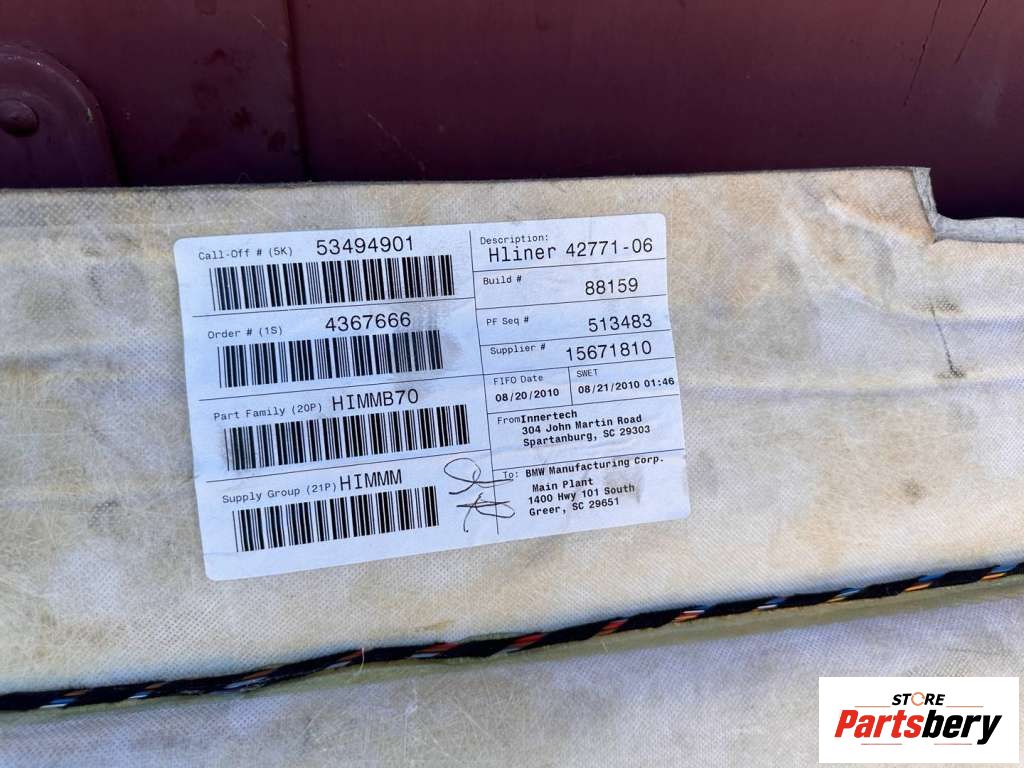 Call-Off # (5K) 53494901
Order # (1S) 4367666
Part Family (20P) HIMMB70
Supply Group (21P) HIMMM
Description:
Hliner 42771-06
Build # 88159
PF Seq # 513483
Supplier # 15671810
FIFO Date
08/20/2010
SWET
08/21/2010 01:46
From Innertech
304 John Martin Road
Spartanburg, SC 29303
To: BMW Manufacturing Corp.
Main Plant
1400 Hwy 101 South
Greer, SC 29651
STORE
Partsbery